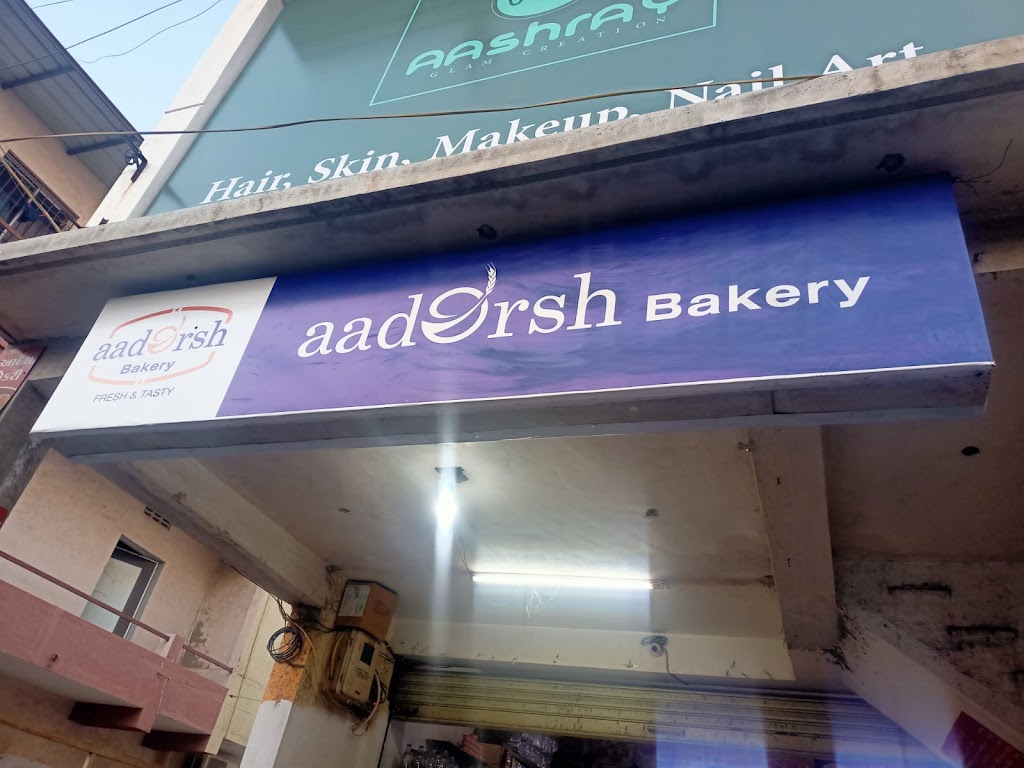 AAshray
GLAM CREATION
Hair, Skin, Makeup, Nail Art
aadarsh Bakery
aadarsh
Bakery
FRESH & TASTY